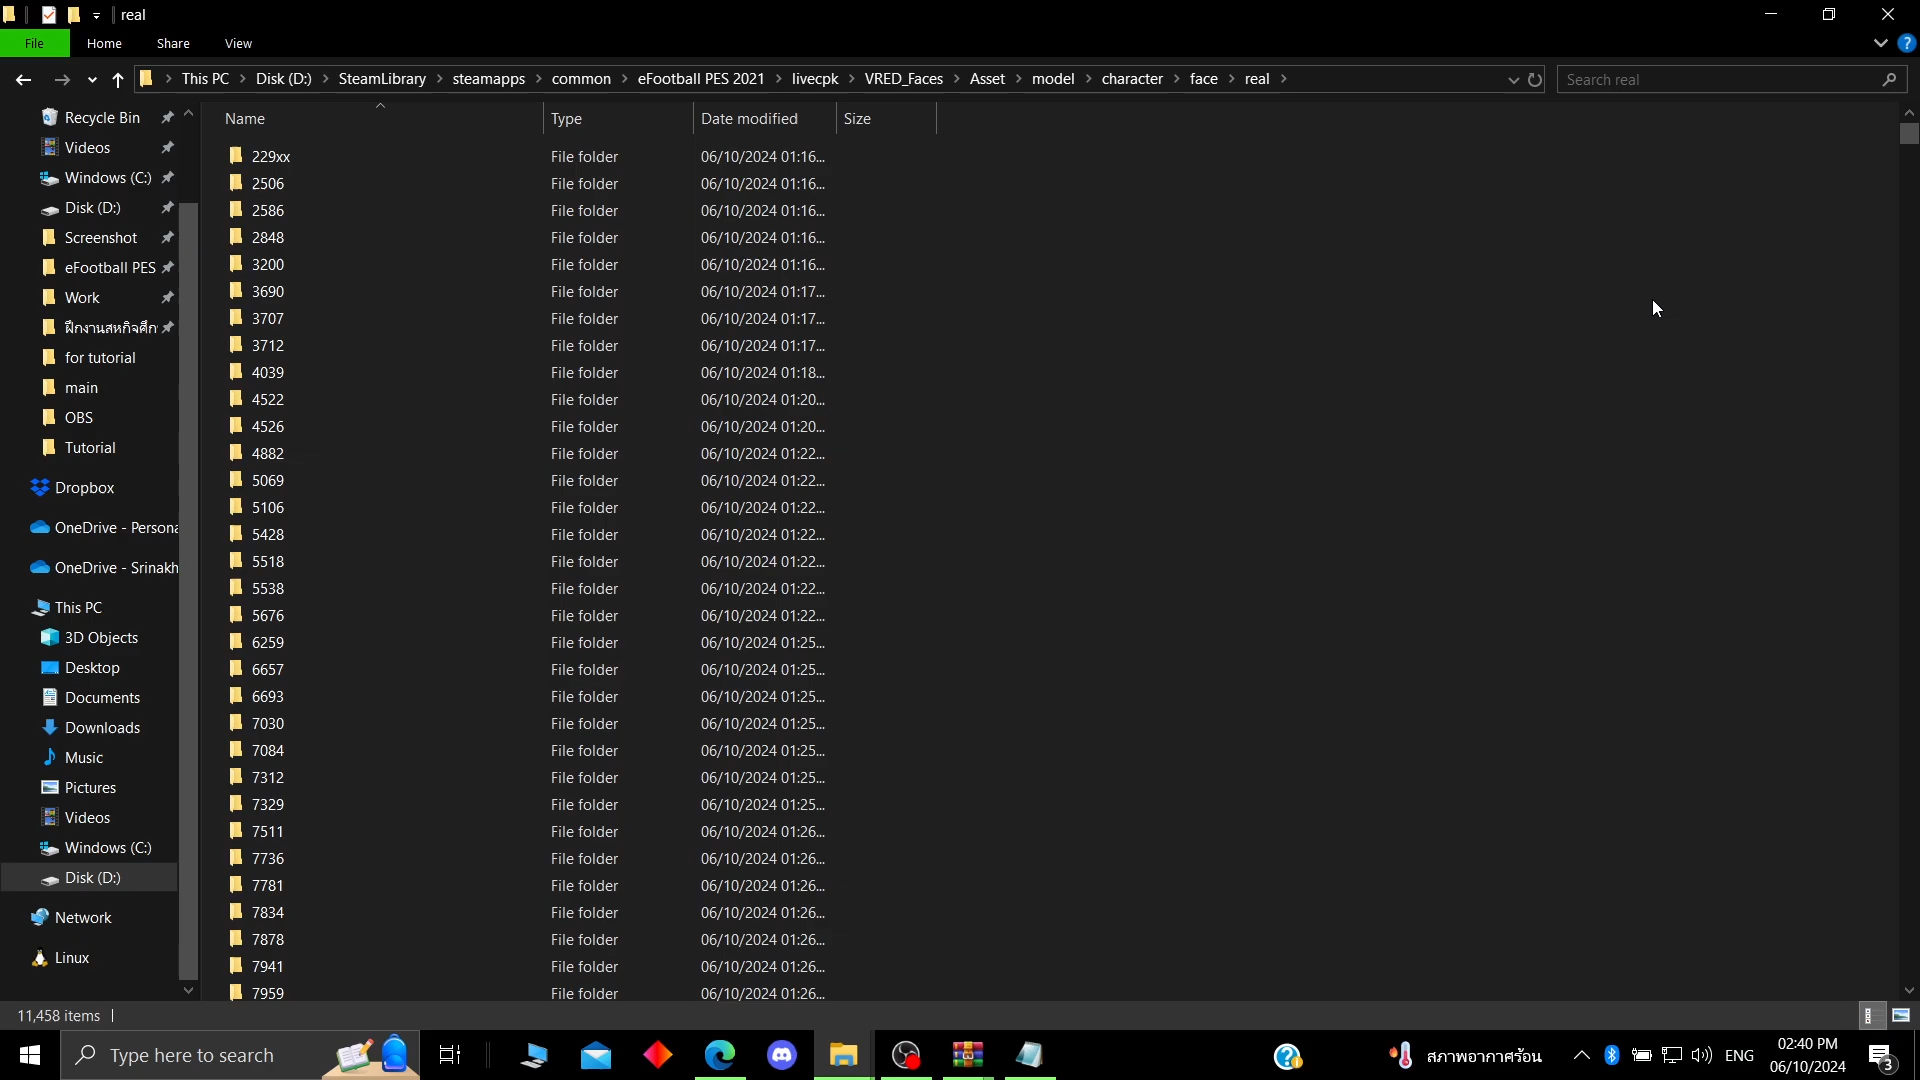 real
File
Home
Share
View
This PC
Disk (D:)
SteamLibrary
steamapps
common
eFootball PES 2021
livecpk
VRED_Faces
Asset
model
character
face
real
Search real
Recycle Bin
Videos
Windows (C:)
Disk (D:)
Screenshot
eFootball PES
Work
ฝึกงานสหกิจศึก
for tutorial
main
OBS
Tutorial
Dropbox
OneDrive - Persona
OneDrive - Srinakh
This PC
3D Objects
Desktop
Documents
Downloads
Music
Pictures
Videos
Windows (C:)
Disk (D:)
Network
Linux
Name Type Date modified Size
229xx File folder 06/10/2024 01:16...
2506 File folder 06/10/2024 01:16...
2586 File folder 06/10/2024 01:16...
2848 File folder 06/10/2024 01:16...
3200 File folder 06/10/2024 01:16...
3690 File folder 06/10/2024 01:17...
3707 File folder 06/10/2024 01:17...
3712 File folder 06/10/2024 01:17...
4039 File folder 06/10/2024 01:18...
4522 File folder 06/10/2024 01:20...
4526 File folder 06/10/2024 01:20...
4882 File folder 06/10/2024 01:22...
5069 File folder 06/10/2024 01:22...
5106 File folder 06/10/2024 01:22...
5428 File folder 06/10/2024 01:22...
5518 File folder 06/10/2024 01:22...
5538 File folder 06/10/2024 01:22...
5676 File folder 06/10/2024 01:22...
6259 File folder 06/10/2024 01:25...
6657 File folder 06/10/2024 01:25...
6693 File folder 06/10/2024 01:25...
7030 File folder 06/10/2024 01:25...
7084 File folder 06/10/2024 01:25...
7312 File folder 06/10/2024 01:25...
7329 File folder 06/10/2024 01:25...
7511 File folder 06/10/2024 01:26...
7736 File folder 06/10/2024 01:26...
7781 File folder 06/10/2024 01:26...
7834 File folder 06/10/2024 01:26...
7878 File folder 06/10/2024 01:26...
7941 File folder 06/10/2024 01:26...
7959 File folder 06/10/2024 01:26...
11,458 items
Type here to search
สภาพอากาศร้อน
ENG
02:40 PM
06/10/2024
3